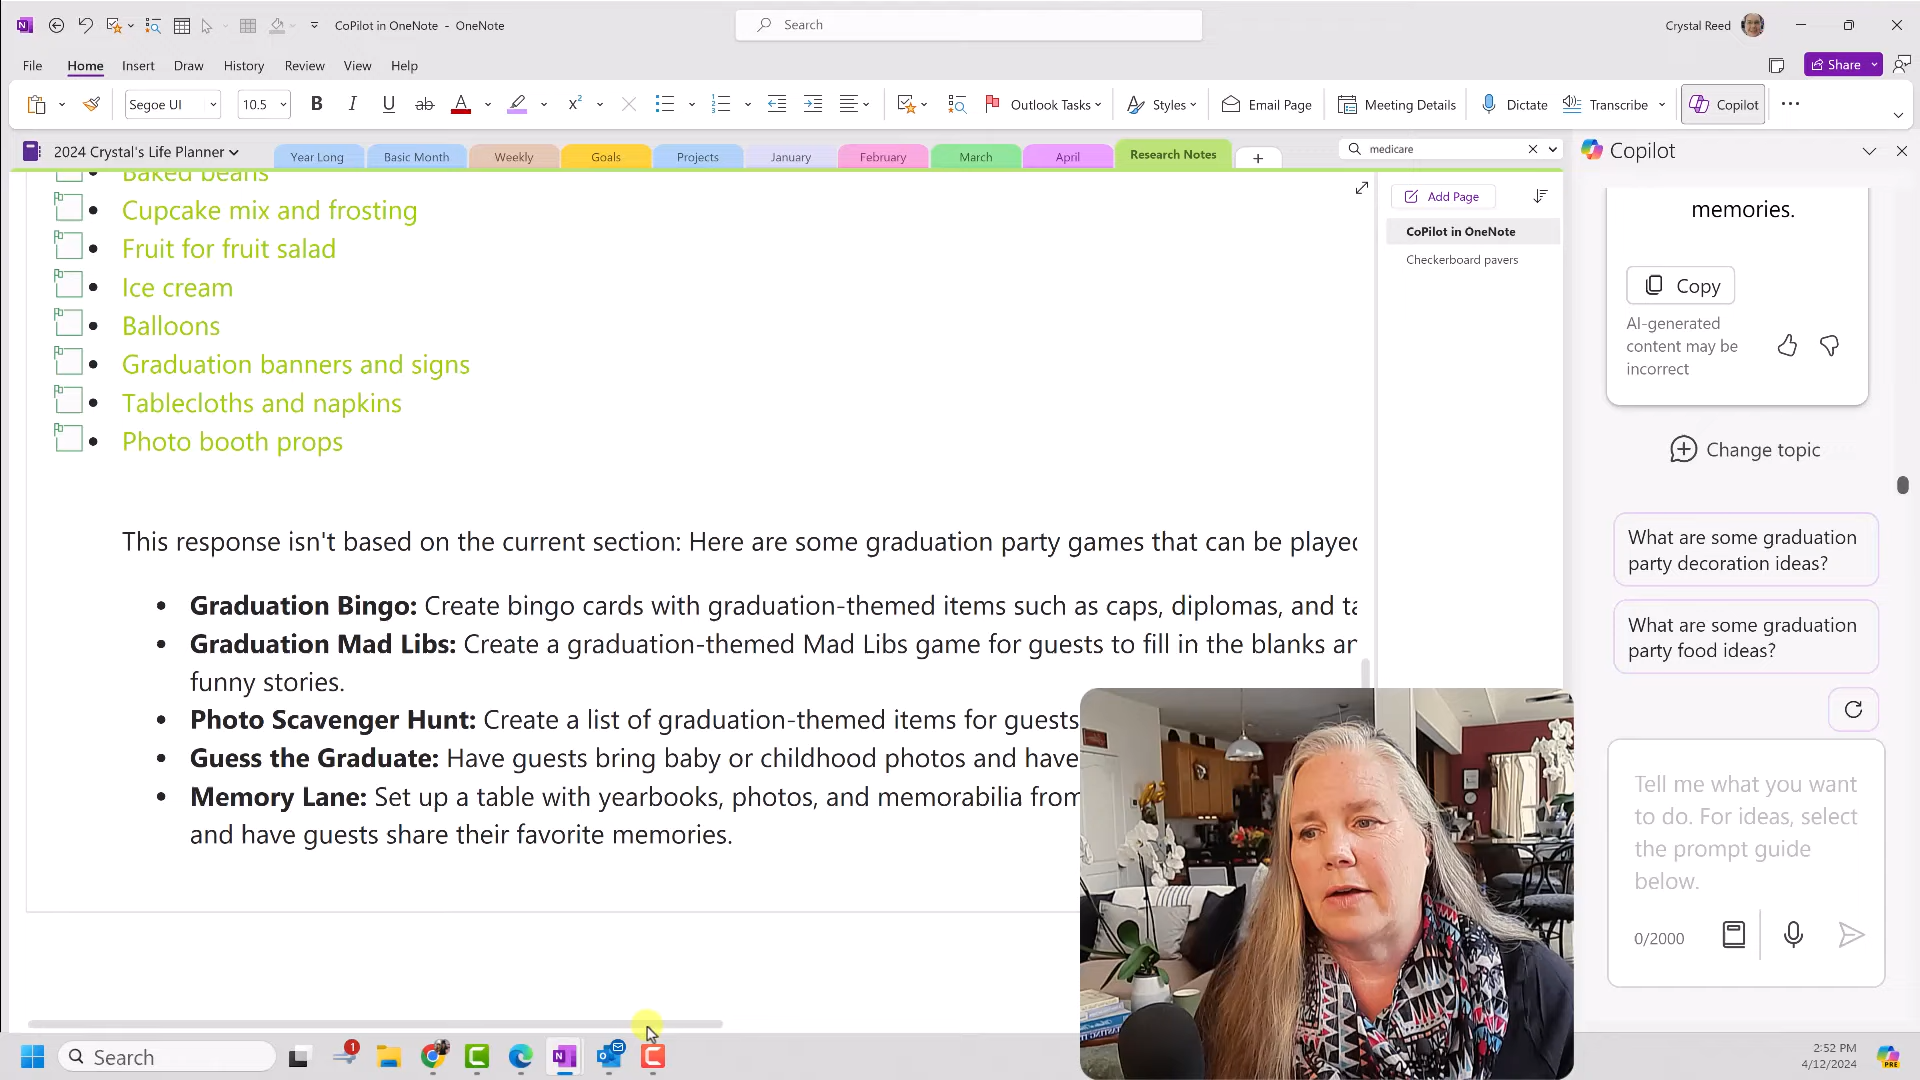 CoPilot in OneNote - OneNote
Search
Crystal Reed
File Home Insert Draw History Review View Help
Share
Segoe UI 10.5 B I U ab A x² Outlook Tasks Styles Email Page Meeting Details Dictate Transcribe Copilot
2024 Crystal's Life Planner
Year Long Basic Month Weekly Goals Projects January February March April Research Notes +
medicare
Copilot
Baked beans
Cupcake mix and frosting
Fruit for fruit salad
Ice cream
Balloons
Graduation banners and signs
Tablecloths and napkins
Photo booth props
This response isn't based on the current section: Here are some graduation party games that can be played
Graduation Bingo: Create bingo cards with graduation-themed items such as caps, diplomas, and ta
Graduation Mad Libs: Create a graduation-themed Mad Libs game for guests to fill in the blanks an
funny stories.
Photo Scavenger Hunt: Create a list of graduation-themed items for guests
Guess the Graduate: Have guests bring baby or childhood photos and have
Memory Lane: Set up a table with yearbooks, photos, and memorabilia from
and have guests share their favorite memories.
Add Page
CoPilot in OneNote
Checkerboard pavers
memories.
Copy
AI-generated
content may be
incorrect
Change topic
What are some graduation
party decoration ideas?
What are some graduation
party food ideas?
Tell me what you want
to do. For ideas, select
the prompt guide
below.
0/2000
Search
1
2:52 PM
4/12/2024
PRE